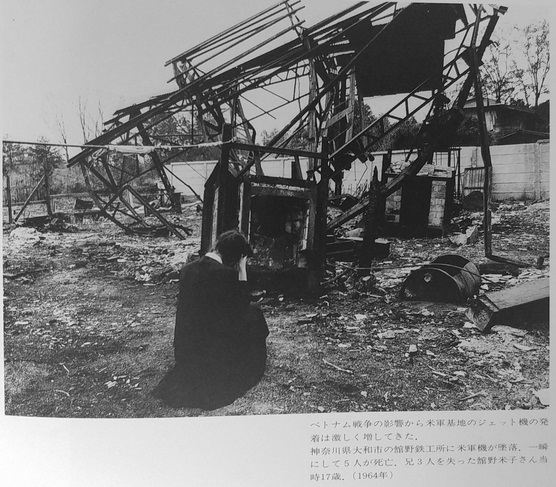 ベトナム戦争の影響から米軍基地のジェット機の発
着は激しく増してきた．
神奈川県大和市の舘野鉄工所に米軍機が墜落．一瞬
にして5人が死亡．兄3人を失った舘野米子さん当
時17歳．（1964年）